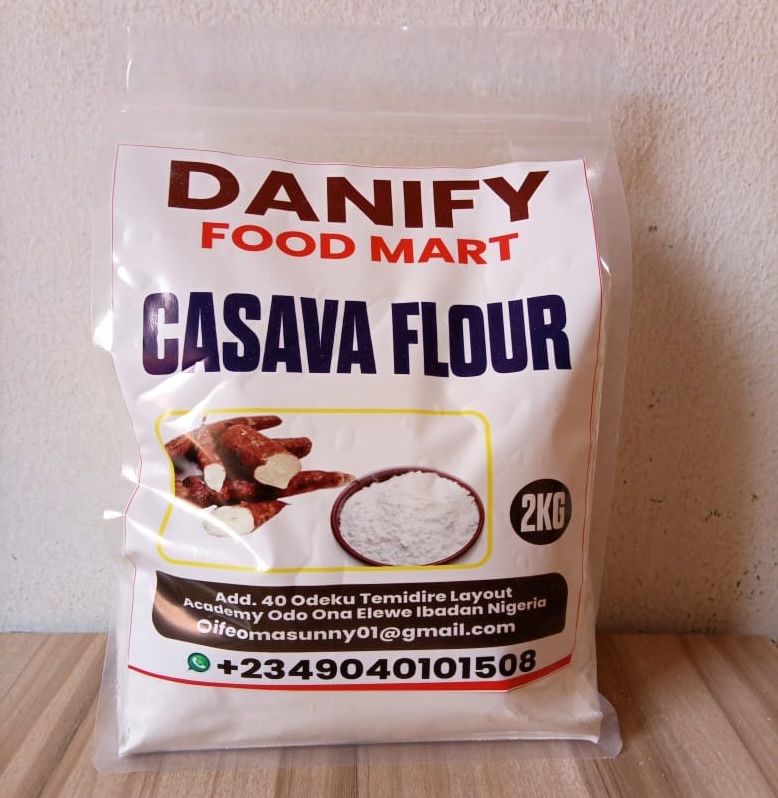 DANIFY
FOOD MART
CASAVA FLOUR
2KG
Add. 40 Odeku Temidire Layout
Academy Odo Ona Elewe Ibadan Nigeria
ifeomasunny01@gmail.com
+2349040101508